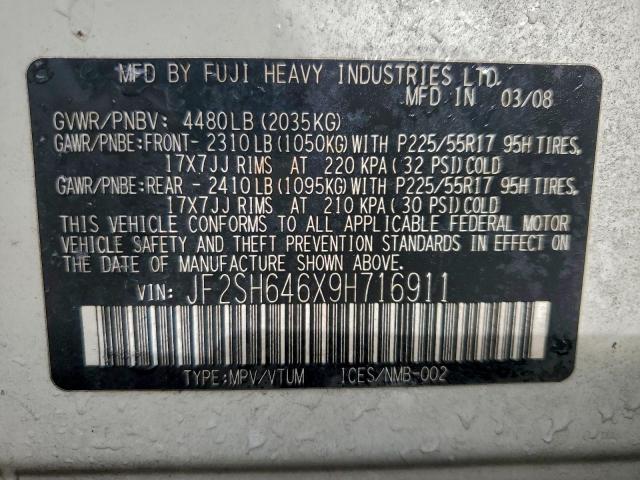 MFD BY FUJI HEAVY INDUSTRIES LTD.
MFD IN 03/08
GVWR/PNBV: 4480LB(2035KG)
GAWR/PNBE:FRONT- 2310LB(1050KG)WITH P225/55R17 95H TIRES,
17X7JJ RIMS AT 220 KPA(32 PSI)COLD
GAWR/PNBE:REAR - 2410LB(1095KG)WITH P225/55R17 95H TIRES,
17X7JJ RIMS AT 210 KPA(30 PSI)COLD
THIS VEHICLE CONFORMS TO ALL APPLICABLE FEDERAL MOTOR
VEHICLE SAFETY AND THEFT PREVENTION STANDARDS IN EFFECT ON
THE DATE OF MANUFACTURE SHOWN ABOVE.
VIN: JF2SH646X9H716911
TYPE:MPV/VTUM ICES/NMB-002